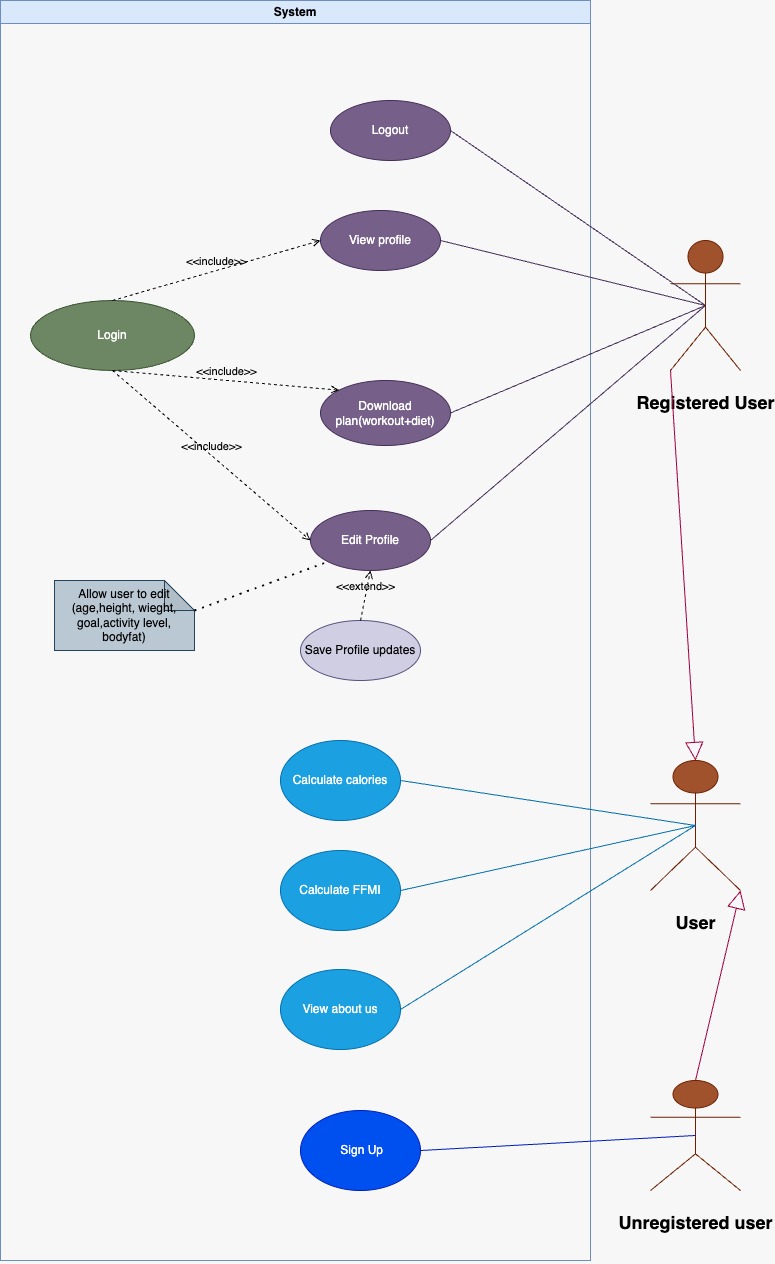 System
Logout
View profile
<<include>>
Login
<<include>>
Download
plan(workout+diet)
Registered User
<<include>>
Edit Profile
<<extend>>
Allow user to edit
(age,height, wieght,
goal,activity level,
bodyfat)
Save Profile updates
Calculate calories
Calculate FFMI
User
View about us
Sign Up
Unregistered user